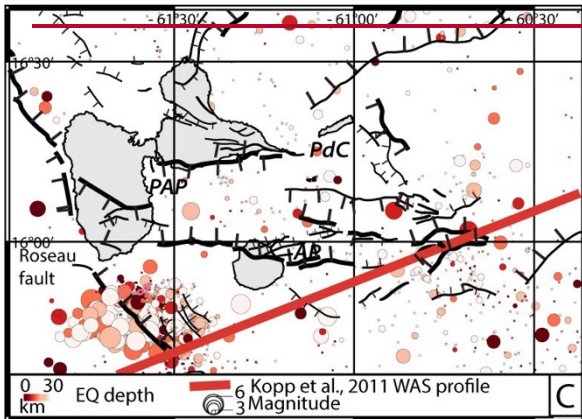 -61°30' -61°00' -60°30'
16°30'
PdC
PAP
16°00'
AR
Roseau
fault
0 30
km
EQ depth
Kopp et al., 2011 WAS profile
6
3 Magnitude
C